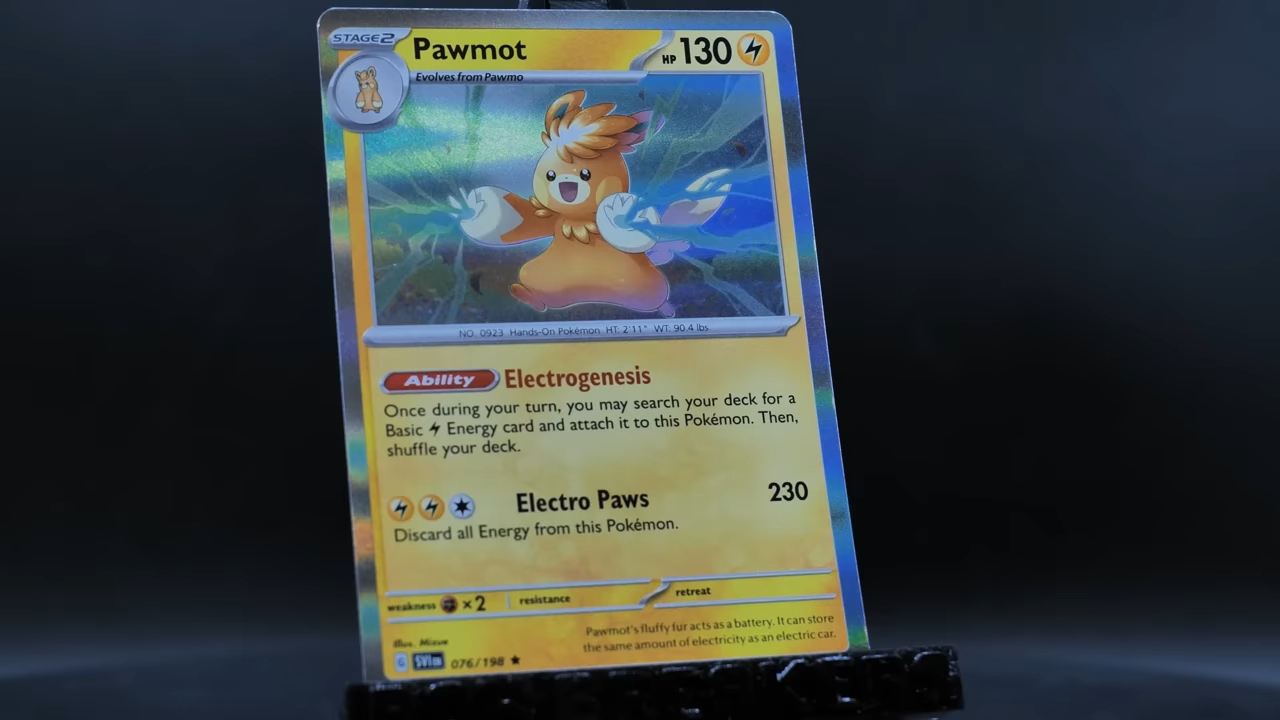 STAGE2 Pawmot HP 130
Evolves from Pawmo
NO. 0923 Hands-On Pokémon HT: 2'11" WT: 90.4 lbs
Ability Electrogenesis
Once during your turn, you may search your deck for a
Basic Energy card and attach it to this Pokémon. Then,
shuffle your deck.
Electro Paws 230
Discard all Energy from this Pokémon.
weakness ×2 resistance retreat
Illus. Mizue
Pawmot's fluffy fur acts as a battery. It can store
the same amount of electricity as an electric car.
G SVI EN 076/198